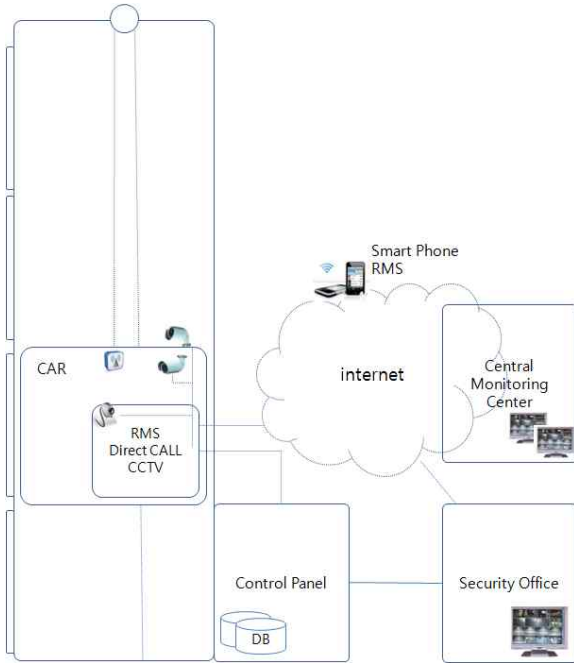 Smart Phone
RMS
CAR
internet
Central
Monitoring
Center
RMS
Direct CALL
CCTV
Control Panel
DB
Security Office